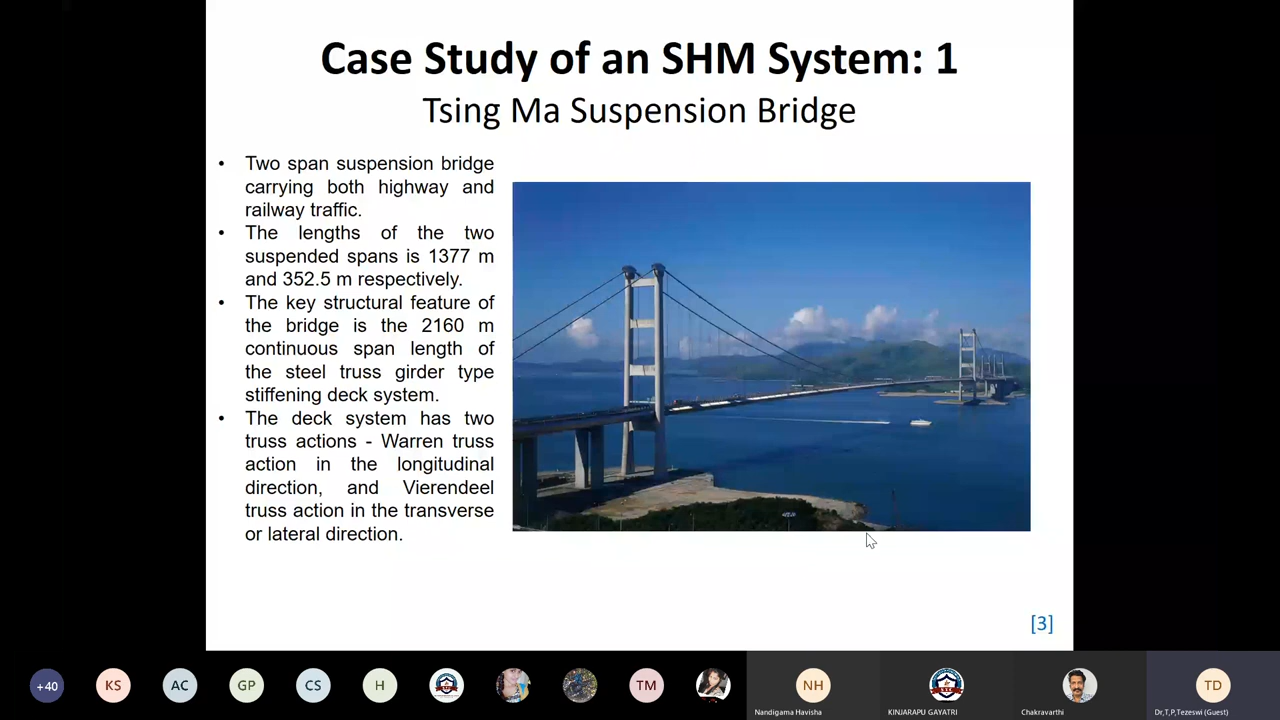 Case Study of an SHM System: 1
Tsing Ma Suspension Bridge
• Two span suspension bridge
carrying both highway and
railway traffic.
• The lengths of the two
suspended spans is 1377 m
and 352.5 m respectively.
• The key structural feature of
the bridge is the 2160 m
continuous span length of
the steel truss girder type
stiffening deck system.
• The deck system has two
truss actions - Warren truss
action in the longitudinal
direction, and Vierendeel
truss action in the transverse
or lateral direction.
[3]
+40
KS
AC
GP
CS
H
TM
NH
TD
Nandigama Havisha
KINJARAPU GAYATRI
Chakravarthi
Dr,T,P,Tezeswi (Guest)